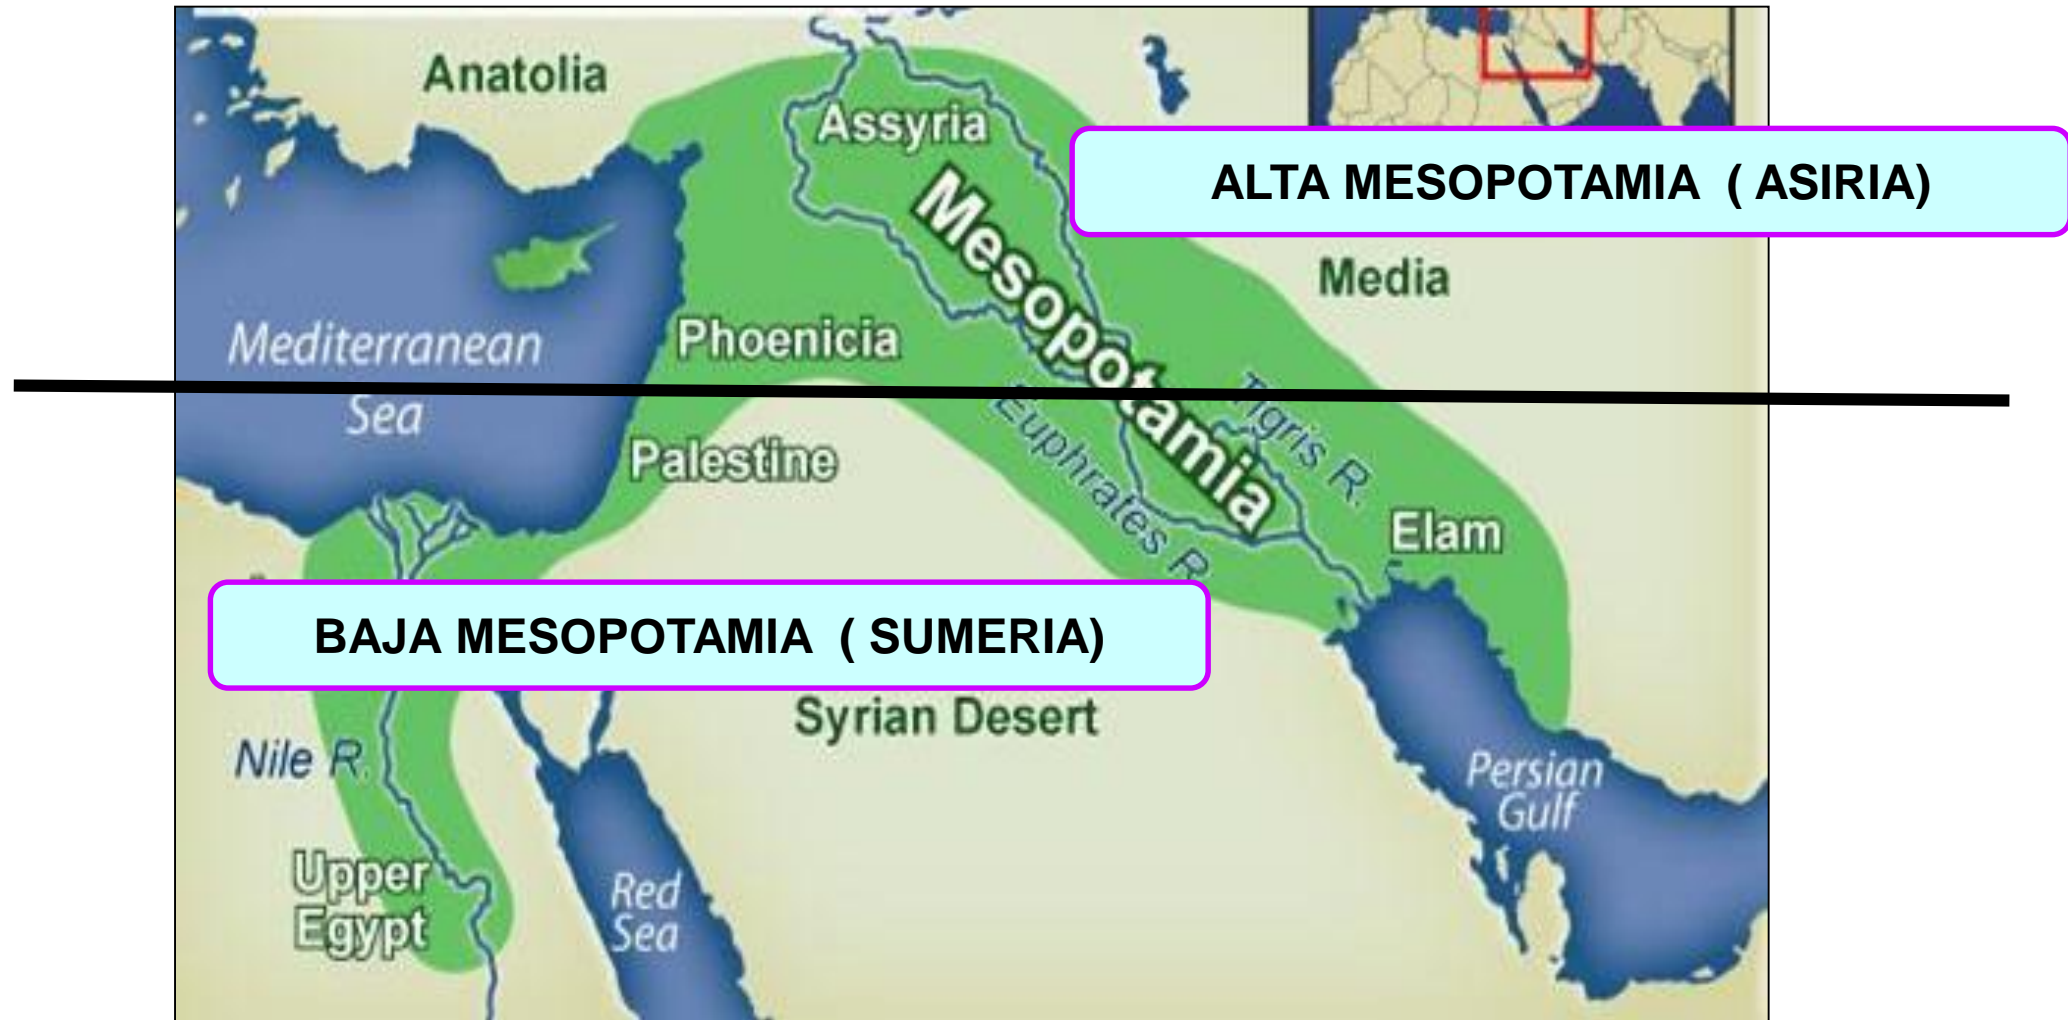 Anatolia
Assyria
ALTA MESOPOTAMIA ( ASIRIA)
Mesopotamia
Media
Mediterranean
Sea
Phoenicia
Tigris R.
Euphrates R.
Palestine
Elam
BAJA MESOPOTAMIA ( SUMERIA)
Syrian Desert
Nile R.
Persian
Gulf
Upper
Egypt
Red
Sea